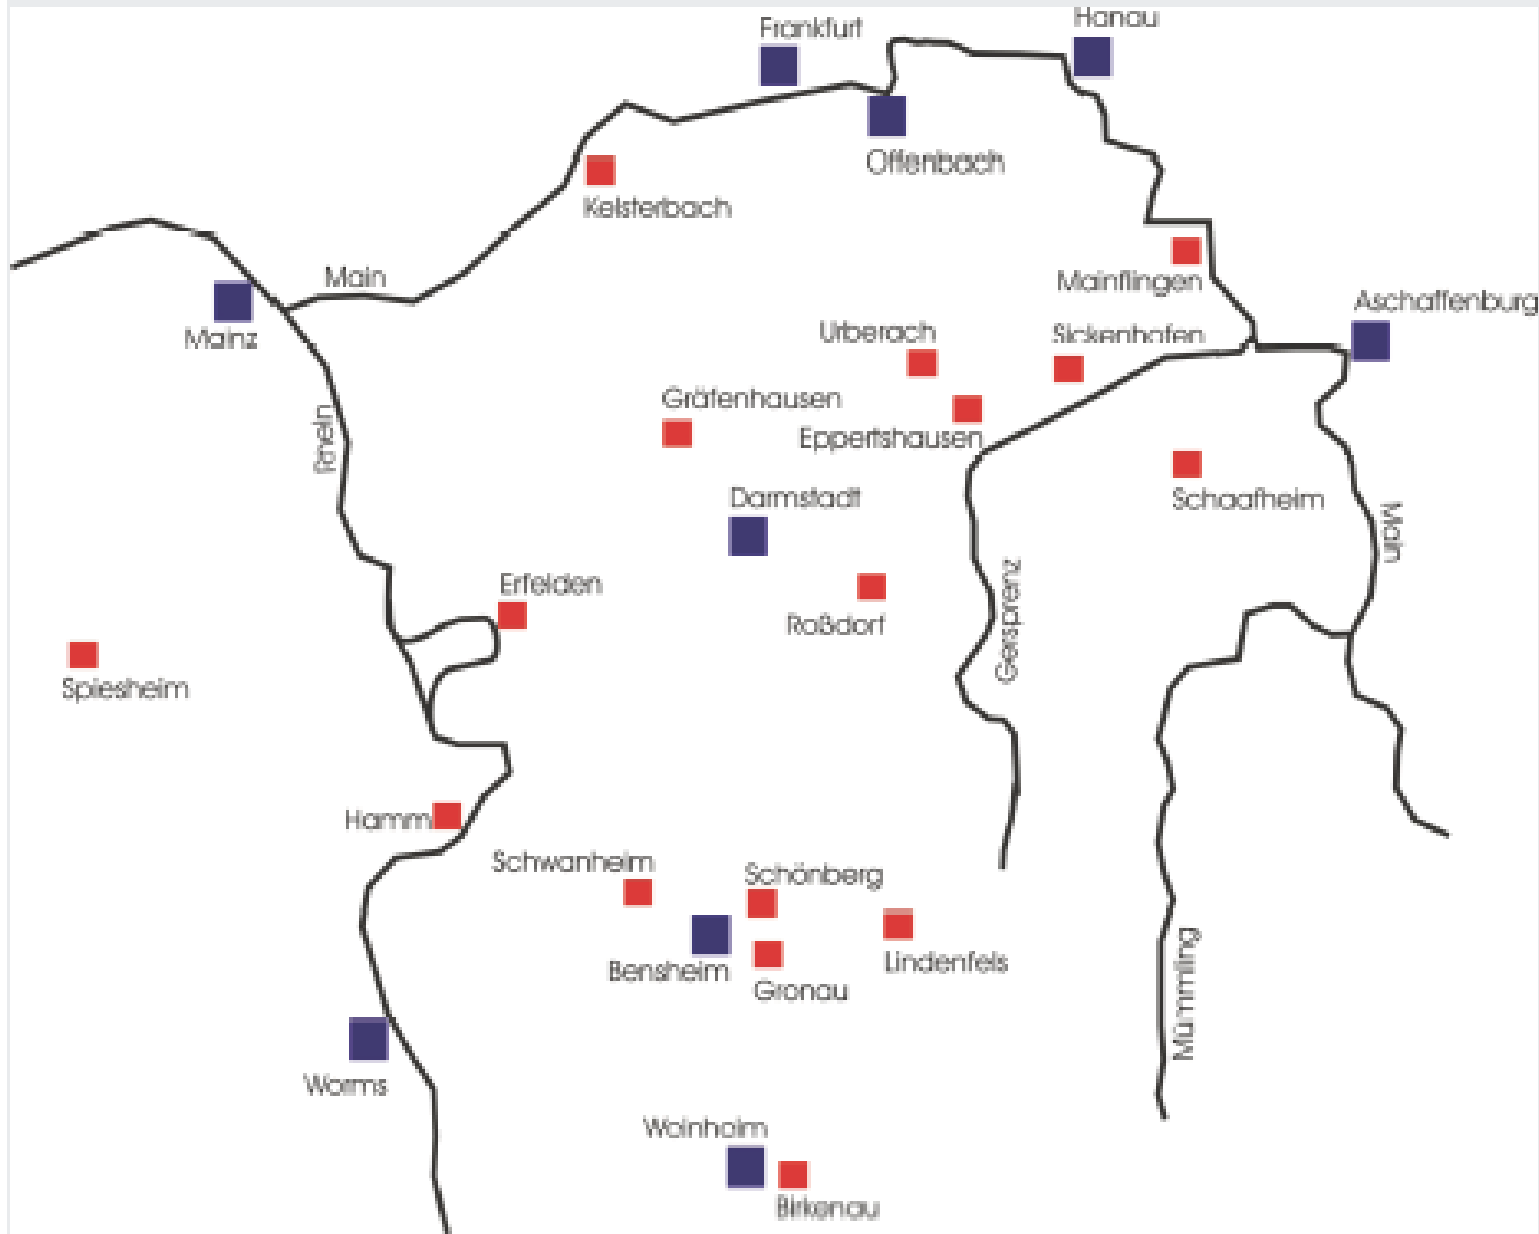 Hanau
Frankfurt
Offenbach
Kelsterbach
Main
Mainflingen
Aschaffenburg
Mainz
Urberach
Sickenhofen
Gräfenhausen
Rhein
Eppertshausen
Darmstadt
Schaafheim
Main
Erfelden
Gersprenz
Roßdorf
Spiesheim
Hamm
Schwanheim
Schönberg
Lindenfels
Bensheim
Gronau
Mümmling
Worms
Weinheim
Birkenau